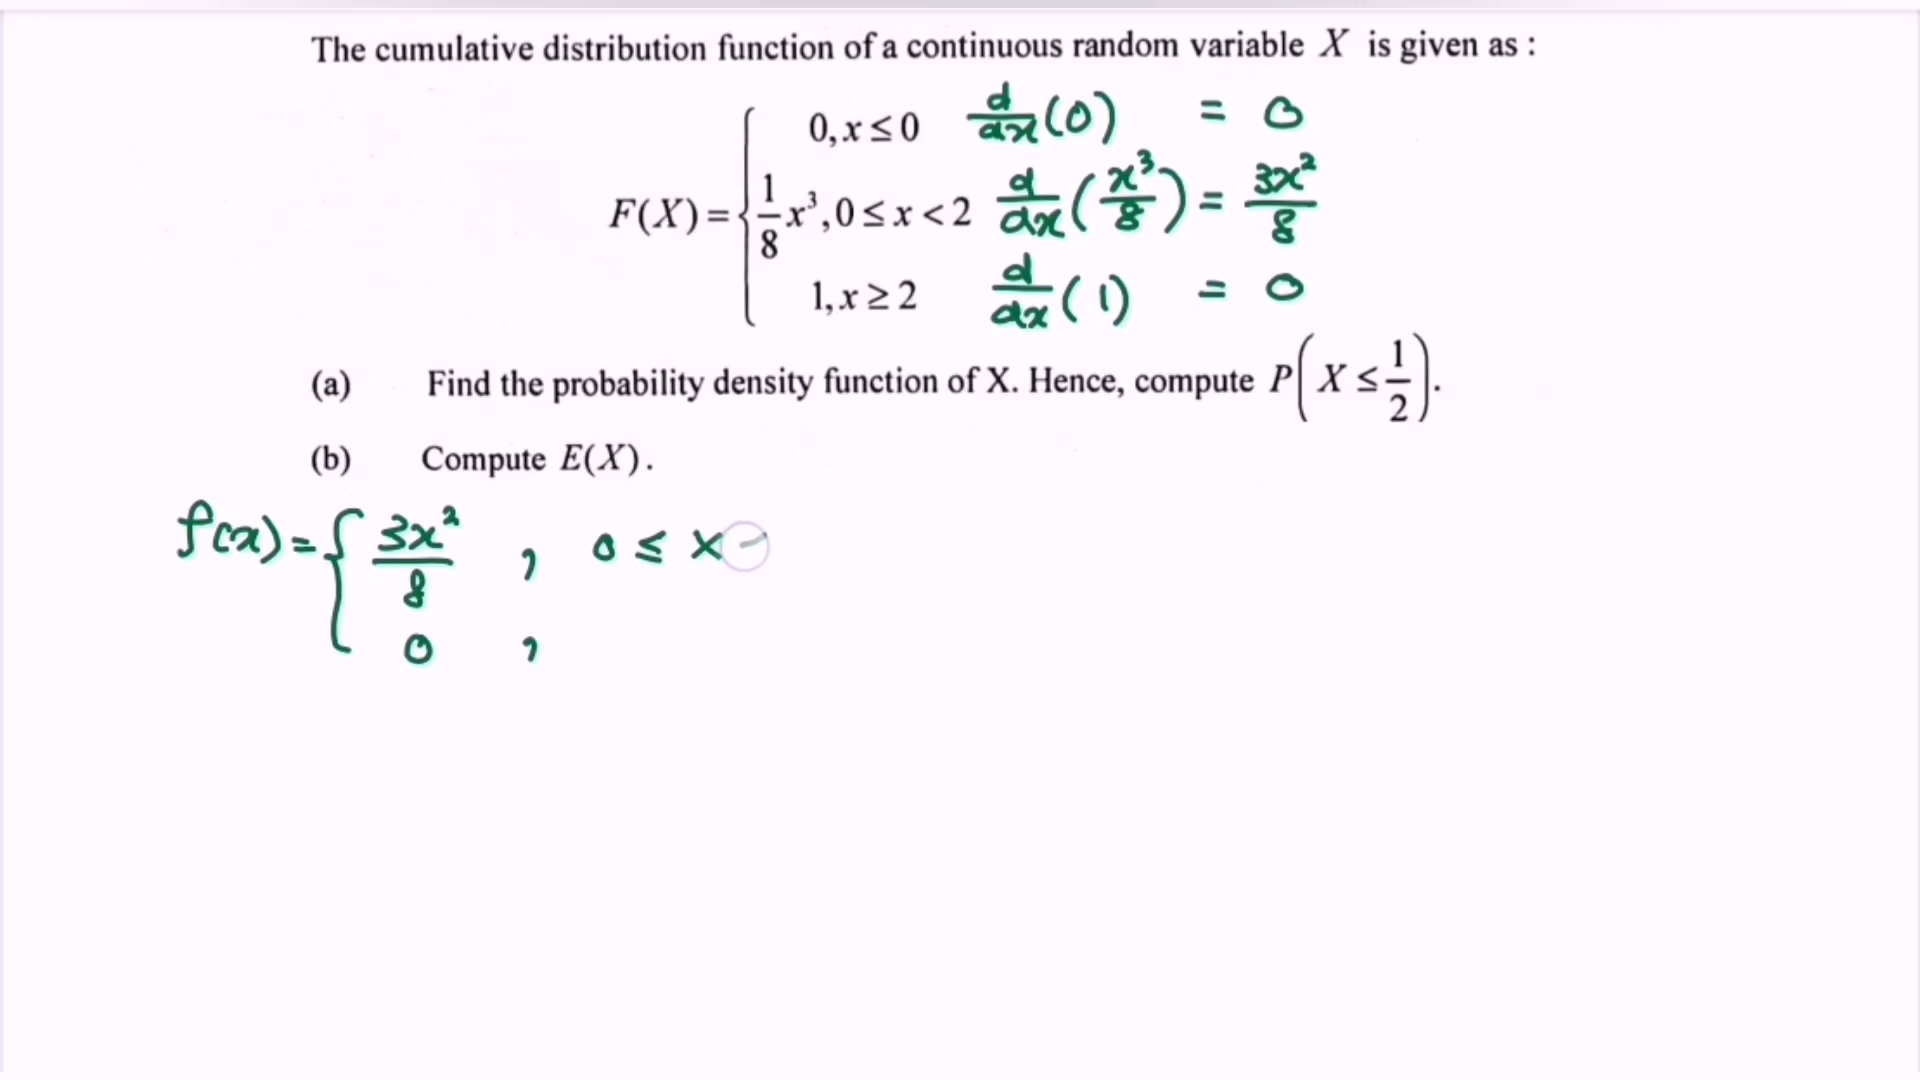 The cumulative distribution function of a continuous random variable X is given as :
0, x ≤ 0 d/dx (0) = 0
F(X) = { 1/8 x³, 0 ≤ x < 2 d/dx (x³/8) = 3x²/8
1, x ≥ 2 d/dx (1) = 0
(a) Find the probability density function of X. Hence, compute P(X ≤ 1/2).
(b) Compute E(X).
f(x) = { 3x²/8 , 0 ≤ x
0 ,